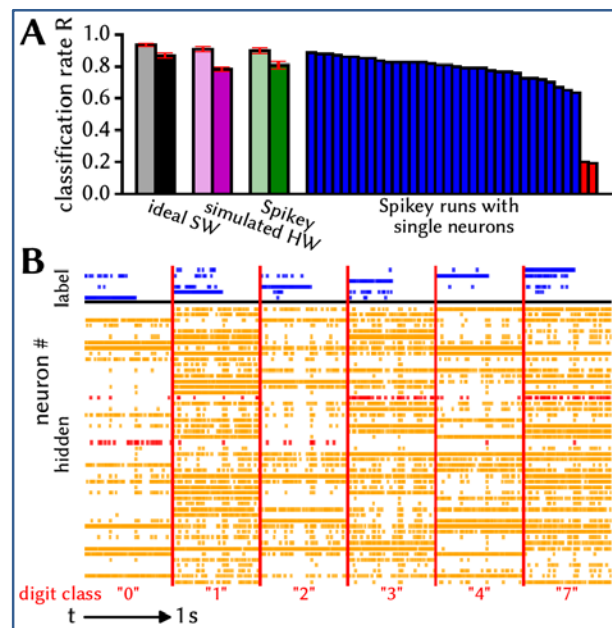 A
classification rate R
1.0
0.8
0.6
0.4
0.2
0.0
ideal SW
simulated HW
Spikey
Spikey runs with
single neurons
B
label
neuron #
hidden
digit class "0" "1" "2" "3" "4" "7"
t 1s